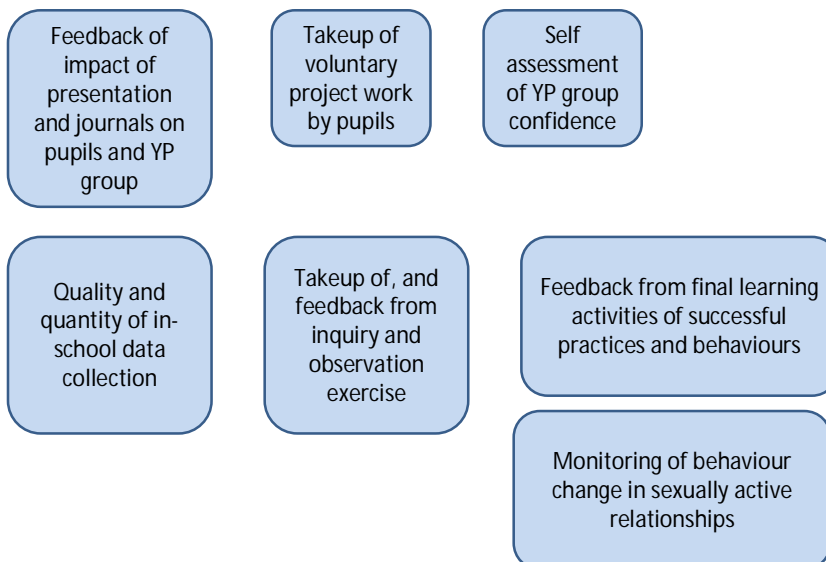 Feedback of
impact of
presentation
and journals on
pupils and YP
group
Takeup of
voluntary
project work
by pupils
Self
assessment
of YP group
confidence
Quality and
quantity of in-
school data
collection
Takeup of, and
feedback from
inquiry and
observation
exercise
Feedback from final learning
activities of successful
practices and behaviours
Monitoring of behaviour
change in sexually active
relationships